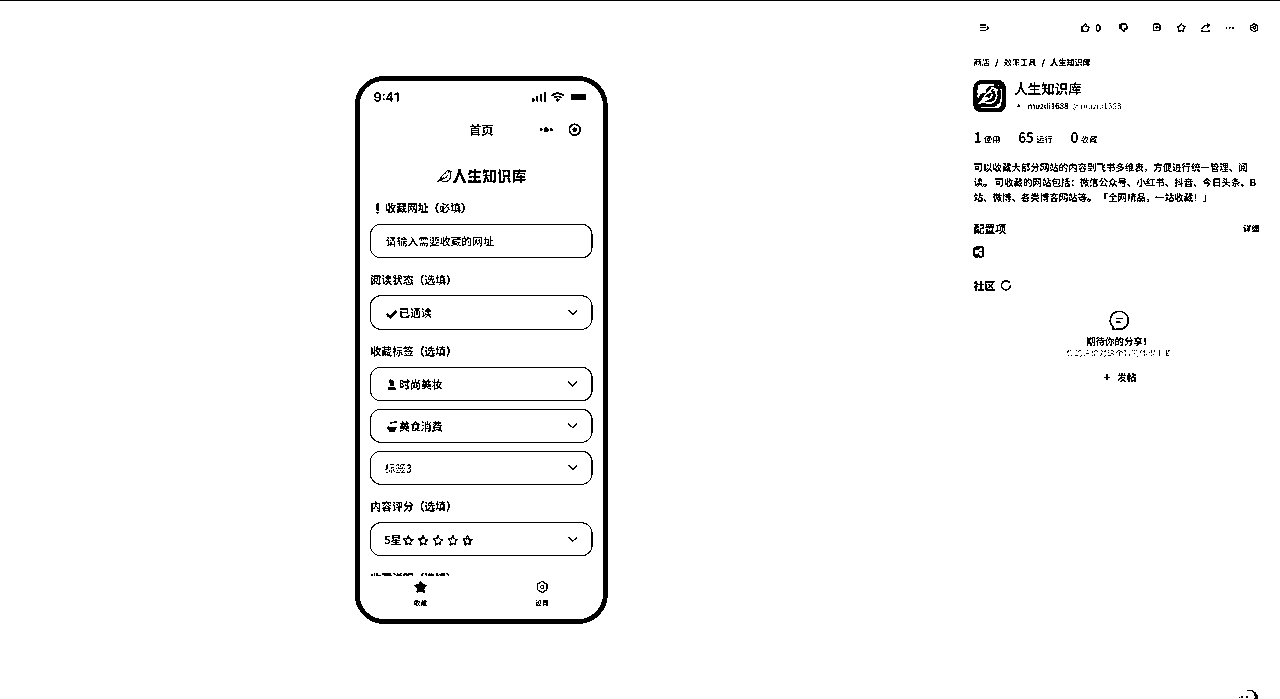 9:41
首页
人生知识库
! 收藏网址（必填）
请输入需要收藏的网址
阅读状态（选填）
已通读
收藏标签（选填）
时尚美妆
美食消费
标签3
内容评分（选填）
5星☆☆☆☆☆
收藏
设置
0
商店 / 效率工具 / 人生知识库
人生知识库
1 使用 65 运行 0 收藏
可以收藏大部分网站的内容到飞书多维表，方便进行统一管理、阅
读。可收藏的网站包括：微信公众号、小红书、抖音、今日头条、B
站、微博、各类博客网站等。「全网精品，一站收藏！」
配置项 详细
社区
期待你的分享！
+ 发帖